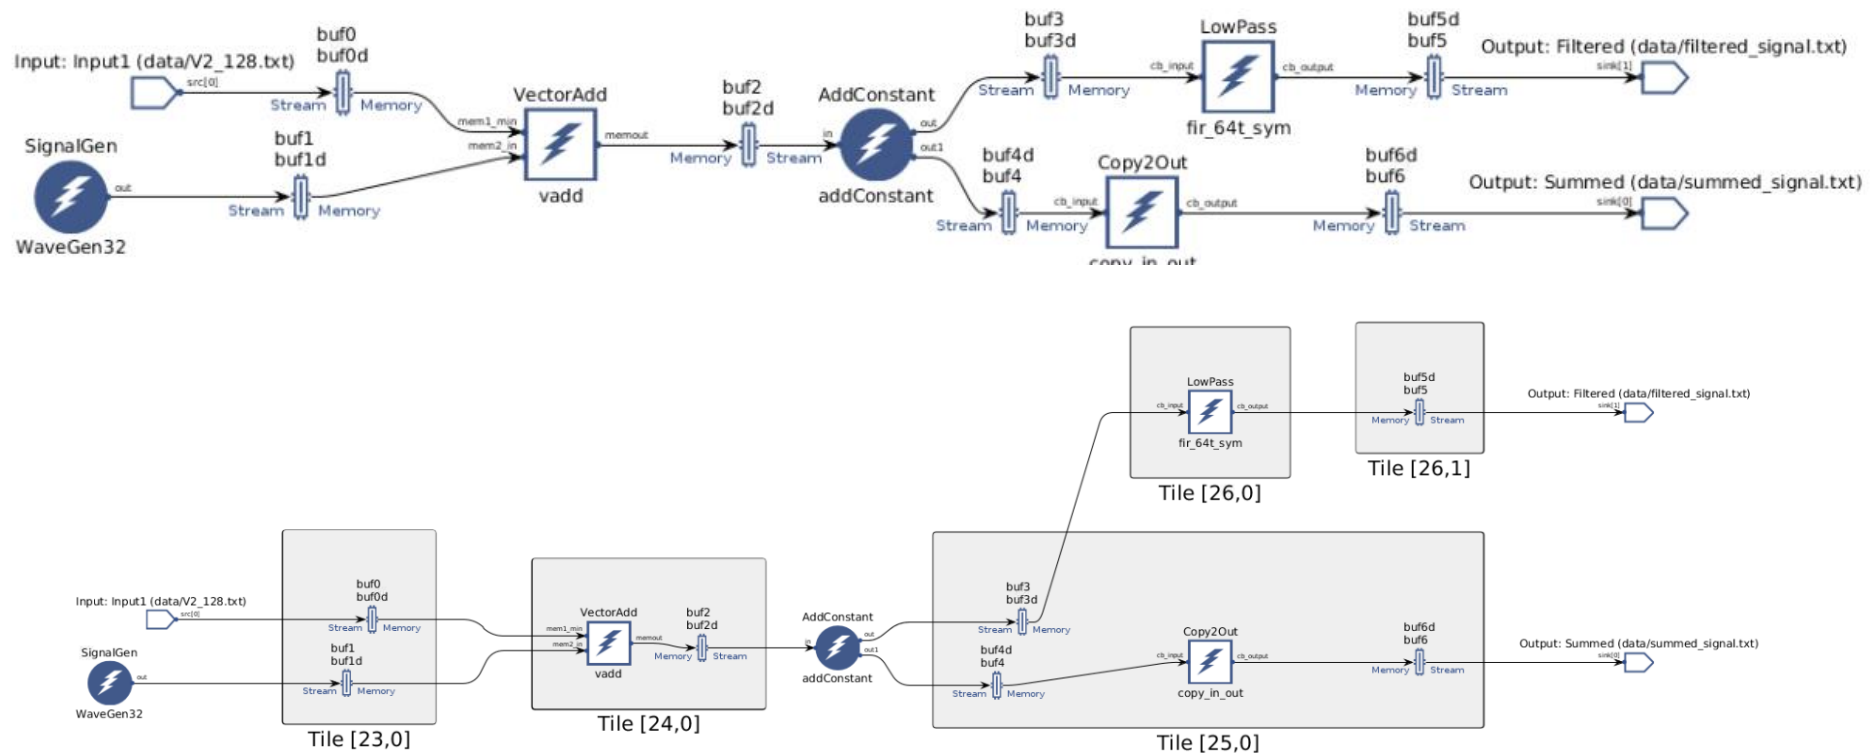 Input: Input1 (data/V2_128.txt)
src[0]
buf0
buf0d
Stream
Memory
SignalGen
out
WaveGen32
buf1
buf1d
Stream
Memory
VectorAdd
mem1_min
mem2_in
memout
vadd
buf2
buf2d
Memory
Stream
AddConstant
in
out
out1
addConstant
buf3
buf3d
Stream
Memory
LowPass
cb_input
cb_output
fir_64t_sym
buf5d
buf5
Memory
Stream
Output: Filtered (data/filtered_signal.txt)
sink[1]
buf4d
buf4
Stream
Memory
Copy2Out
cb_input
cb_output
copy_in_out
buf6d
buf6
Memory
Stream
Output: Summed (data/summed_signal.txt)
sink[0]
LowPass
cb_input
cb_output
fir_64t_sym
Tile [26,0]
buf5d
buf5
Memory
Stream
Tile [26,1]
Output: Filtered (data/filtered_signal.txt)
sink[1]
Input: Input1 (data/V2_128.txt)
src[0]
SignalGen
out
WaveGen32
buf0
buf0d
Stream
Memory
buf1
buf1d
Stream
Memory
Tile [23,0]
VectorAdd
mem1_min
mem2_in
memout
vadd
buf2
buf2d
Memory
Stream
Tile [24,0]
AddConstant
in
out
out1
addConstant
buf3
buf3d
Stream
Memory
buf4d
buf4
Stream
Memory
Copy2Out
cb_input
cb_output
copy_in_out
buf6d
buf6
Memory
Stream
Tile [25,0]
Output: Summed (data/summed_signal.txt)
sink[0]